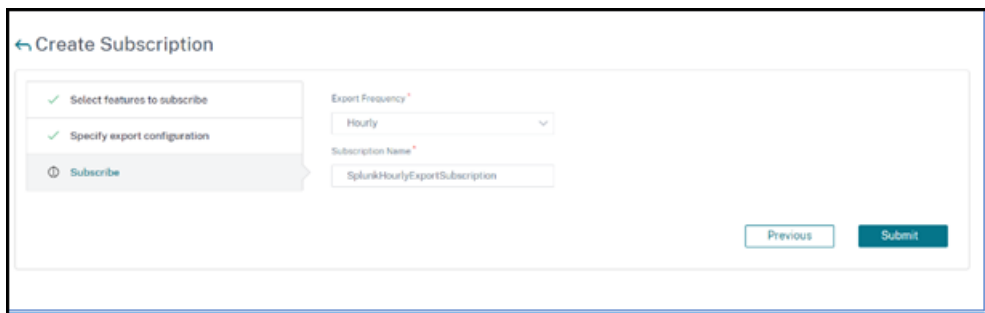 Create Subscription
Select features to subscribe
Specify export configuration
Subscribe
Export Frequency*
Hourly
Subscription Name*
SplunkHourlyExportSubscription
Previous
Submit